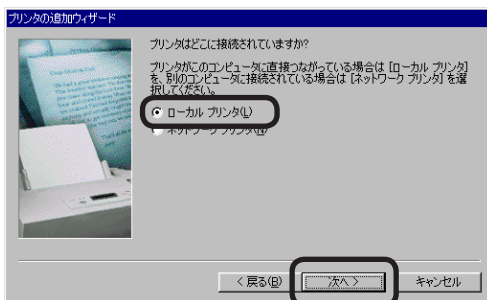 プリンタの追加ウィザード
プリンタはどこに接続されていますか?
プリンタがこのコンピュータに直接つながっている場合は [ローカル プリンタ]
を、別のコンピュータに接続されている場合は [ネットワーク プリンタ] を選
択してください。
ローカル プリンタ(L)
ネットワーク プリンタ(N)
< 戻る(B)
次へ >
キャンセル